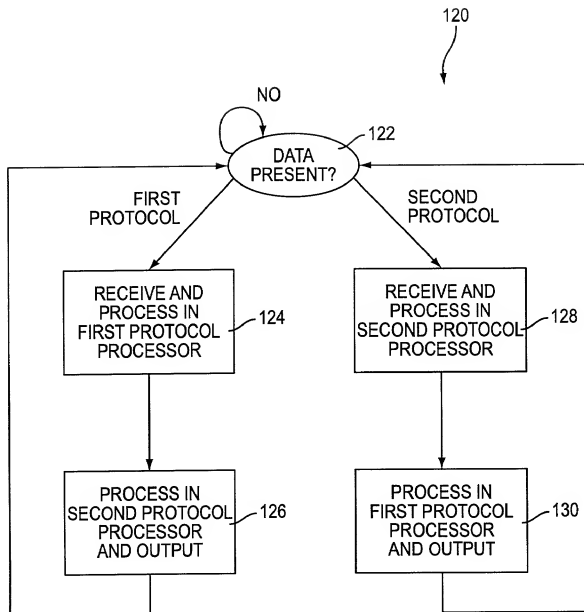 120
NO
122
DATA
PRESENT?
FIRST
PROTOCOL
SECOND
PROTOCOL
RECEIVE AND
PROCESS IN
FIRST PROTOCOL
PROCESSOR
124
RECEIVE AND
PROCESS IN
SECOND PROTOCOL
PROCESSOR
128
PROCESS IN
SECOND PROTOCOL
PROCESSOR
AND OUTPUT
126
PROCESS IN
FIRST PROTOCOL
PROCESSOR
AND OUTPUT
130